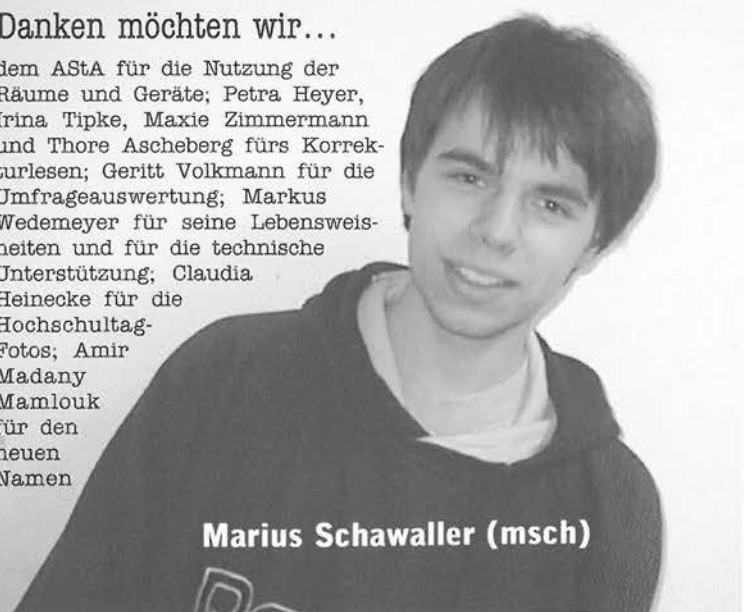 Danken möchten wir...
dem AStA für die Nutzung der
Räume und Geräte; Petra Heyer,
Irina Tipke, Maxie Zimmermann
und Thore Ascheberg fürs Korrek-
turlesen; Geritt Volkmann für die
Umfrageauswertung; Markus
Wedemeyer für seine Lebensweis-
heiten und für die technische
Unterstützung; Claudia
Heinecke für die
Hochschultag-
Fotos; Amir
Madany
Mamlouk
für den
neuen
Namen
Marius Schawaller (msch)